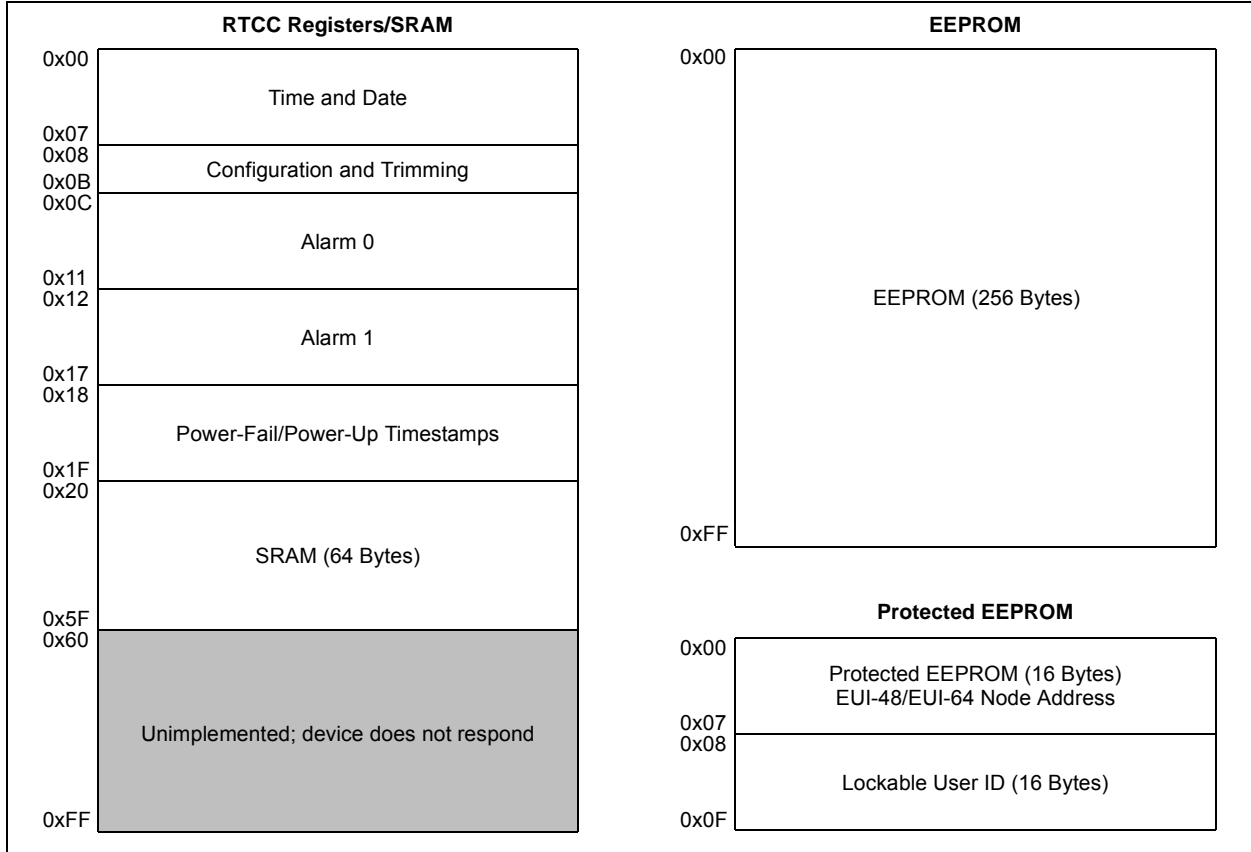 RTCC Registers/SRAM
0x00
Time and Date
0x07
0x08
Configuration and Trimming
0x0B
0x0C
Alarm 0
0x11
0x12
Alarm 1
0x17
0x18
Power-Fail/Power-Up Timestamps
0x1F
0x20
SRAM (64 Bytes)
0x5F
0x60
Unimplemented; device does not respond
0xFF
EEPROM
0x00
EEPROM (256 Bytes)
0xFF
Protected EEPROM
0x00
Protected EEPROM (16 Bytes)
EUI-48/EUI-64 Node Address
0x07
0x08
Lockable User ID (16 Bytes)
0x0F